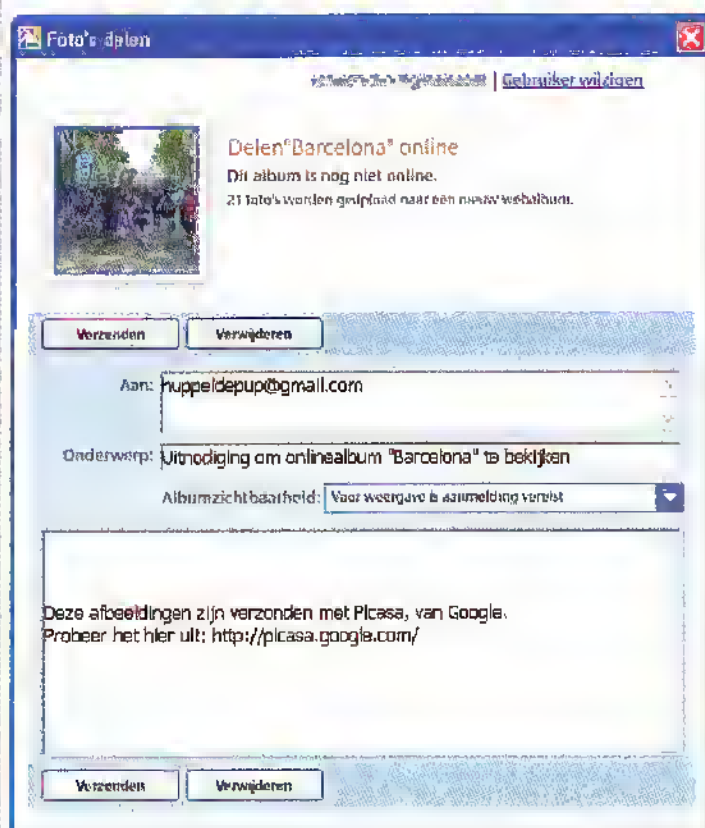 Foto's delen
| Gebruiker wijzigen
Delen"Barcelona" online
Dit album is nog niet online.
21 foto's worden geüpload naar een nieuw webalbum.
Verzenden Verwijderen
Aan: huppeldepup@gmail.com
Onderwerp: Uitnodiging om onlinealbum "Barcelona" te bekijken
Albumzichtbaarheid: Voor weergave is aanmelding vereist
Deze afbeeldingen zijn verzonden met Picasa, van Google.
Probeer het hier uit: http://picasa.google.com/
Verzenden Verwijderen